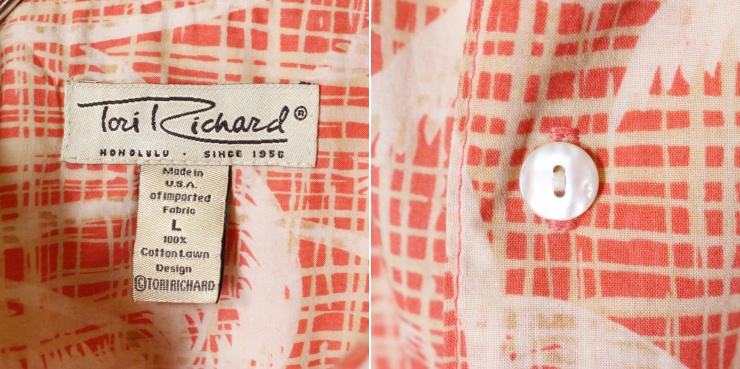 Tori Richard®
HONOLULU · SINCE 1956
Made in
U.S.A.
of imported
Fabric
L
100%
Cotton Lawn
Design
©TORI RICHARD